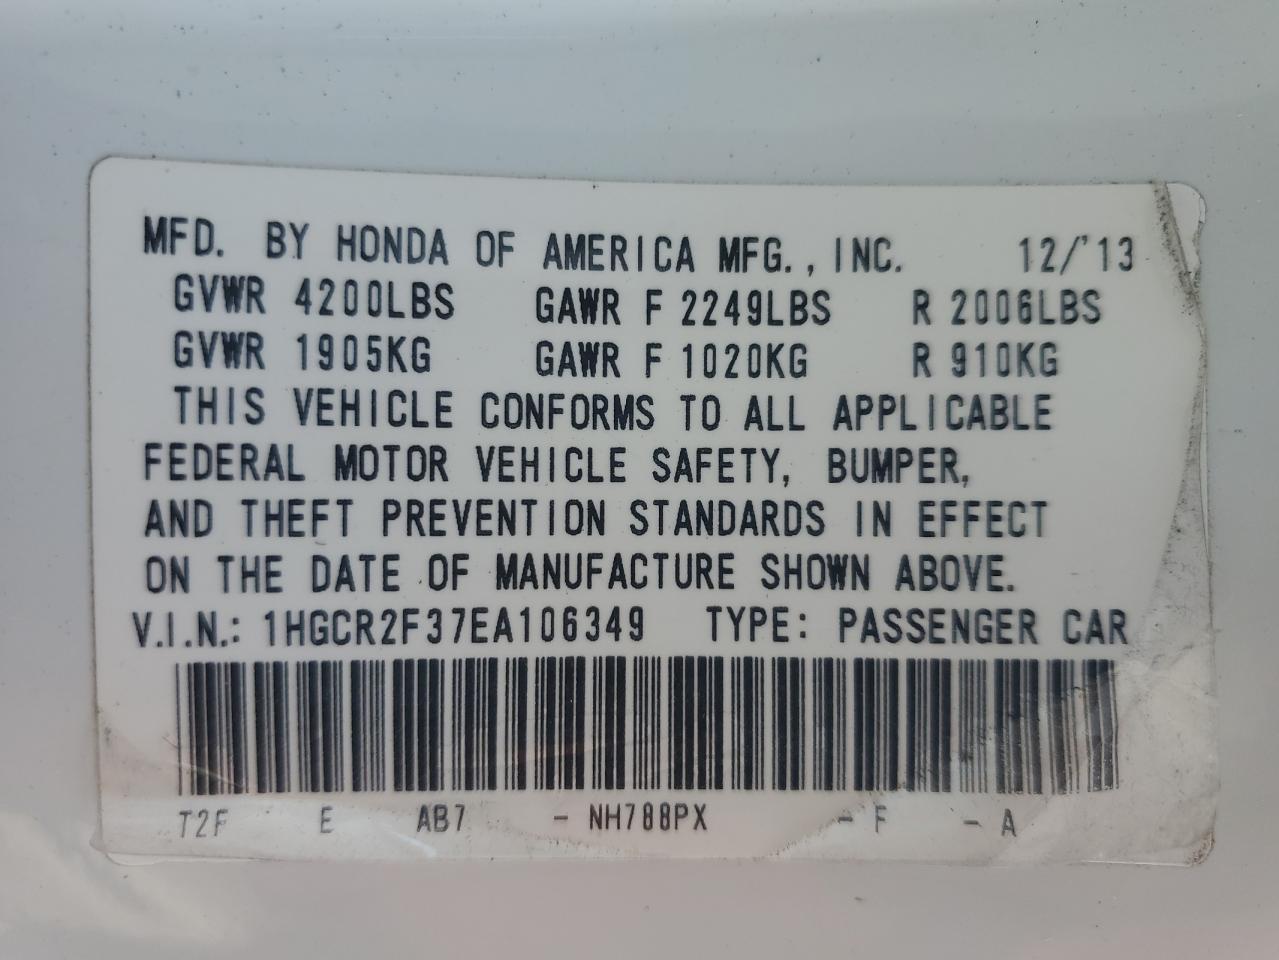 MFD. BY HONDA OF AMERICA MFG., INC. 12/'13
GVWR 4200LBS GAWR F 2249LBS R 2006LBS
GVWR 1905KG GAWR F 1020KG R 910KG
THIS VEHICLE CONFORMS TO ALL APPLICABLE
FEDERAL MOTOR VEHICLE SAFETY, BUMPER,
AND THEFT PREVENTION STANDARDS IN EFFECT
ON THE DATE OF MANUFACTURE SHOWN ABOVE.
V.I.N.: 1HGCR2F37EA106349 TYPE: PASSENGER CAR
T2F E AB7 - NH788PX - F - A